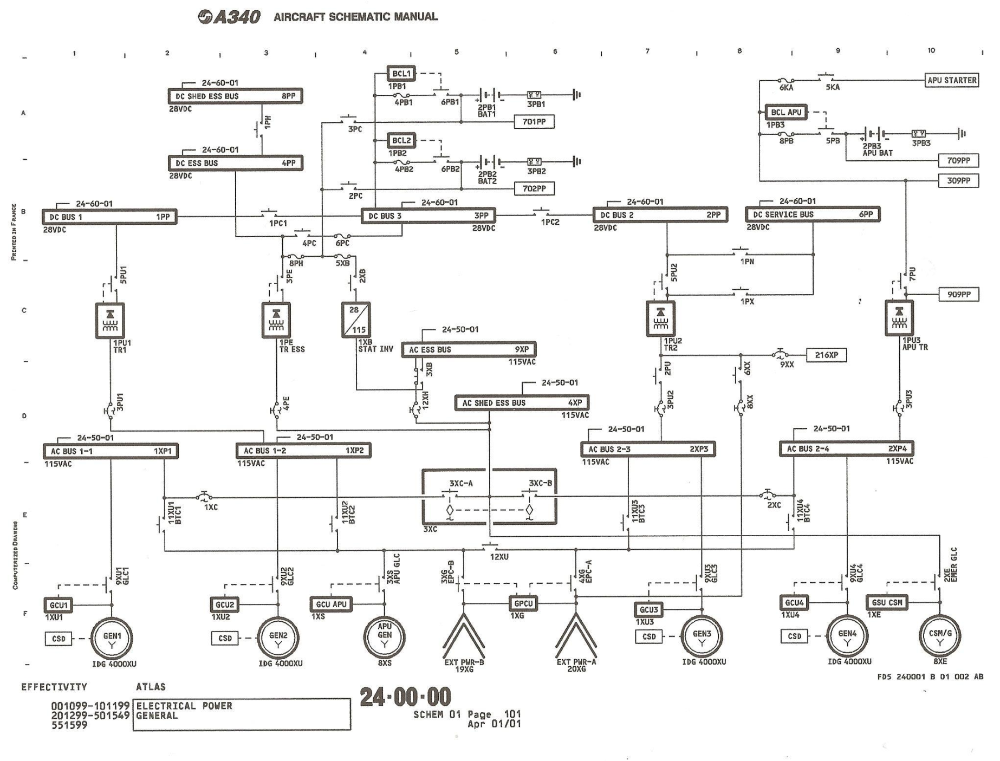 A340 AIRCRAFT SCHEMATIC MANUAL
1 2 3 4 5 6 7 8 9 10
A
B
C
D
E
F
PRINTED IN FRANCE
COMPUTERIZED DRAWING
24-60-01
DC SHED ESS BUS 8PP
28VDC
1PH
24-60-01
DC ESS BUS 4PP
28VDC
BCL1
1PB1
4PB1
6PB1
2PB1
BAT1
3PB1
701PP
3PC
BCL2
1PB2
4PB2
6PB2
2PB2
BAT2
3PB2
702PP
2PC
6KA
5KA
APU STARTER
BCL APU
1PB3
8PB
5PB
2PB3
APU BAT
3PB3
709PP
309PP
24-60-01
DC BUS 1 1PP
28VDC
1PC1
24-60-01
DC BUS 3 3PP
28VDC
1PC2
24-60-01
DC BUS 2 2PP
28VDC
24-60-01
DC SERVICE BUS 6PP
28VDC
4PC
6PC
8PH
5XB
1PN
1PX
5PU1
3PE
2XB
5PU2
7PU
909PP
1PU1
TR1
1PE
TR ESS
28
115
1XB
STAT INV
1PU2
TR2
1PU3
APU TR
24-50-01
AC ESS BUS 9XP
115VAC
3XB
12XH
24-50-01
AC SHED ESS BUS 4XP
115VAC
216XP
9XX
2PU
6XX
3PU1
4PE
3PU2
8XX
3PU3
24-50-01
AC BUS 1-1 1XP1
115VAC
24-50-01
AC BUS 1-2 1XP2
115VAC
24-50-01
AC BUS 2-3 2XP3
115VAC
24-50-01
AC BUS 2-4 2XP4
115VAC
1XC
3XC-A
3XC-B
3XC
2XC
11XU1
BTC1
11XU2
BTC2
11XU3
BTC3
11XU4
BTC4
12XU
9XU1
GLC1
9XU2
GLC2
3XS
APU GLC
3XG
EPC-B
4XG
EPC-A
9XU3
GLC3
9XU4
GLC4
2XE
EMER GLC
GCU1
1XU1
GCU2
1XU2
GCU APU
1XS
GPCU
1XG
GCU3
1XU3
GCU4
1XU4
GSU CSM
1XE
CSD
GEN1
Y
IDG 4000XU
CSD
GEN2
Y
IDG 4000XU
APU
GEN
Y
8XS
EXT PWR-B
19XG
EXT PWR-A
20XG
CSD
GEN3
Y
IDG 4000XU
CSD
GEN4
Y
IDG 4000XU
CSM/G
Y
8XE
FD5 240001 B 01 002 AB
EFFECTIVITY ATLAS
001099-101199 ELECTRICAL POWER
201299-501549 GENERAL
551599
24-00-00
SCHEM 01 Page 101
Apr 01/01